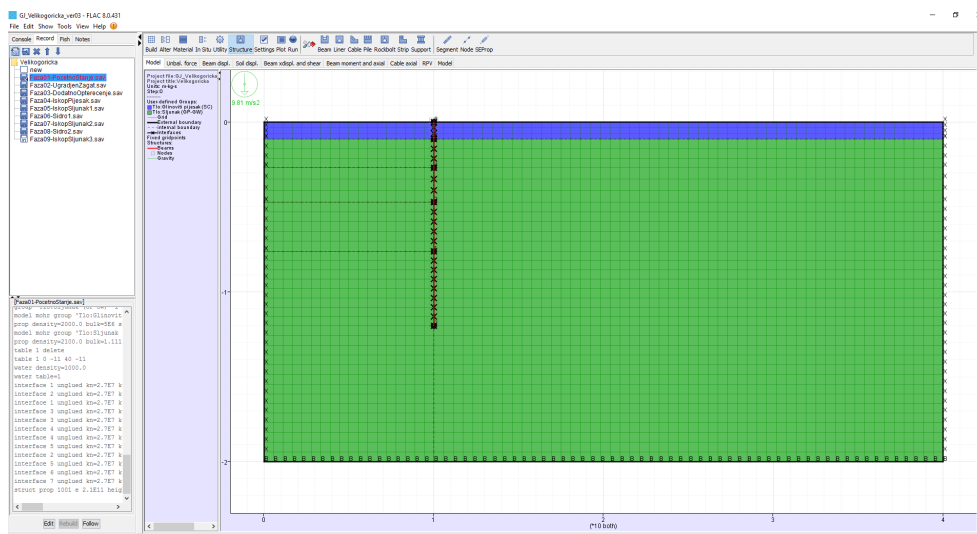 GJ_Velikogoricka_ver03 - FLAC 8.0.431
File Edit Show Tools View Help
Console Record Fish Notes
Build Alter Material In Situ Utility Structure Settings Plot Run Beam Liner Cable Pile Rockbolt Strip Support Segment Node SEProp
Model Unbal. force Beam displ. Soil displ. Beam xdispl. and shear Beam moment and axial Cable axial RPV Model
Velikogoricka
new
Faza01-PocetnoStanje.sav
Faza02-UgradjenZagat.sav
Faza03-DodatnoOpterecenje.sav
Faza04-IskopPijesak.sav
Faza05-IskopSljunak1.sav
Faza06-Sidro1.sav
Faza07-IskopSljunak2.sav
Faza08-Sidro2.sav
Faza09-IskopSljunak3.sav
Project file:GJ_Velikogoricka_
Project title:Velikogoricka
Units: m-kg-s
Step 0
User-defined Groups:
Tlo:Glinoviti pijesak (SC)
Tlo:Sljunak (GP-GW)
Grid
External boundary
internal boundary
interfaces
Fixed gridpoints
Structures:
Beams
Nodes
Gravity
9.81 m/s2
0
-1
-2
0
1
2
3
4
(*10 both)
[Faza01-PocetnoStanje.sav]
model mohr group 'Tlo:Glinovit
prop density=2000.0 bulk=5E8 s
model mohr group 'Tlo:Sljunak
prop density=2100.0 bulk=1.111
table 1 delete
table 1 0 -11 40 -11
water density=1000.0
water table=1
interface 1 unglued kn=2.7E7 k
interface 2 unglued kn=2.7E7 k
interface 1 unglued kn=2.7E7 k
interface 3 unglued kn=2.7E7 k
interface 3 unglued kn=2.7E7 k
interface 4 unglued kn=2.7E7 k
interface 4 unglued kn=2.7E7 k
interface 5 unglued kn=2.7E7 k
interface 2 unglued kn=2.7E7 k
interface 5 unglued kn=2.7E7 k
interface 6 unglued kn=2.7E7 k
interface 7 unglued kn=2.7E7 k
struct prop 1001 e 2.1E11 heig
Edit Rebuild Follow